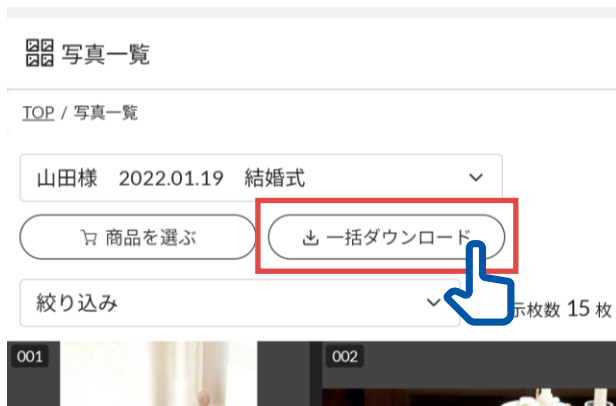 写真一覧
TOP / 写真一覧
山田様　2022.01.19　結婚式
商品を選ぶ　一括ダウンロード
絞り込み　示枚数 15 枚
001　002